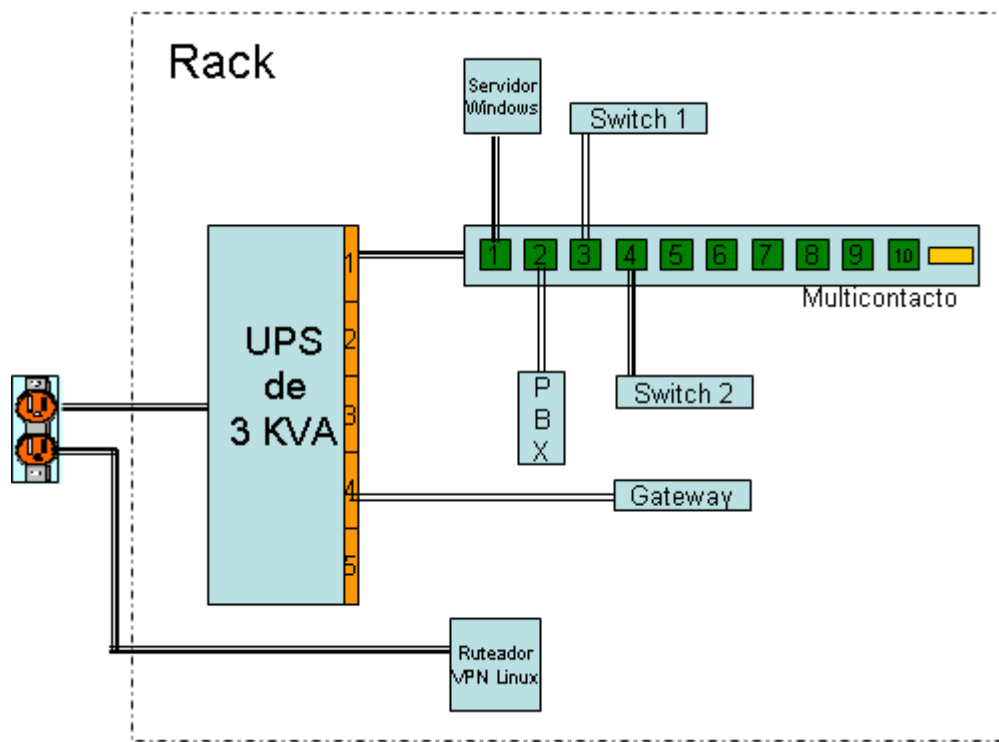 Rack
Servidor
Windows
Switch 1
1
2
3
4
5
6
7
8
9
10
Multicontacto
UPS
de
3 KVA
1
2
3
4
5
P
B
X
Switch 2
Gateway
Ruteador
VPN Linux